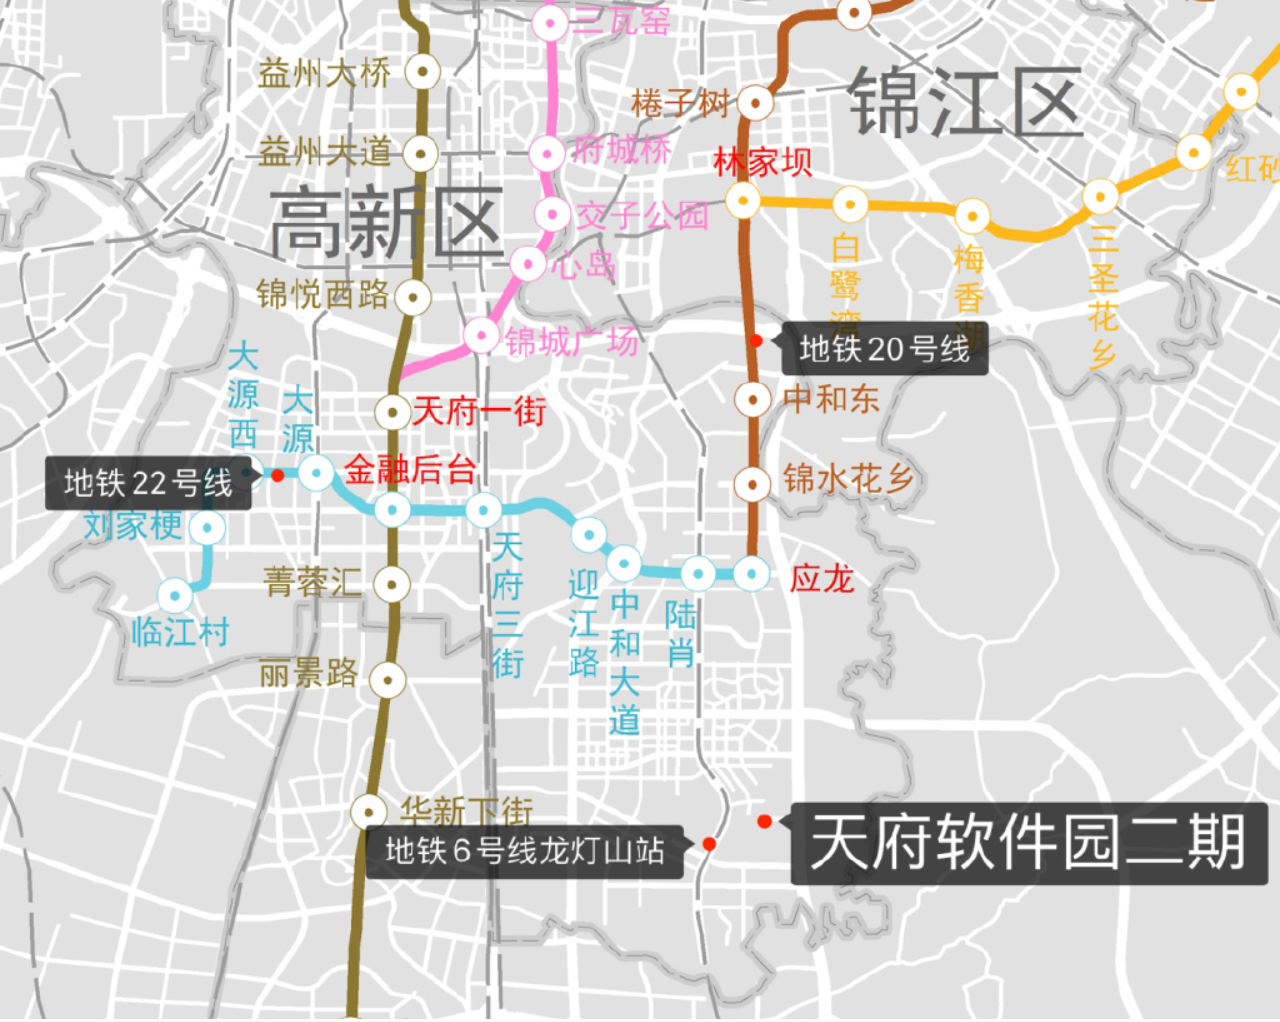 三瓦窑
益州大桥
锦江区
棬子树
益州大道
府城桥
林家坝
红砂
高新区
交子公园
白鹭湾
梅香湖
三圣花乡
心岛
锦悦西路
锦城广场
地铁20号线
大源西
大源
天府一街
中和东
金融后台
锦水花乡
地铁22号线
刘家梗
天府三街
菁蓉汇
迎江路
中和大道
陆肖
应龙
临江村
丽景路
华新下街
地铁6号线龙灯山站
天府软件园二期